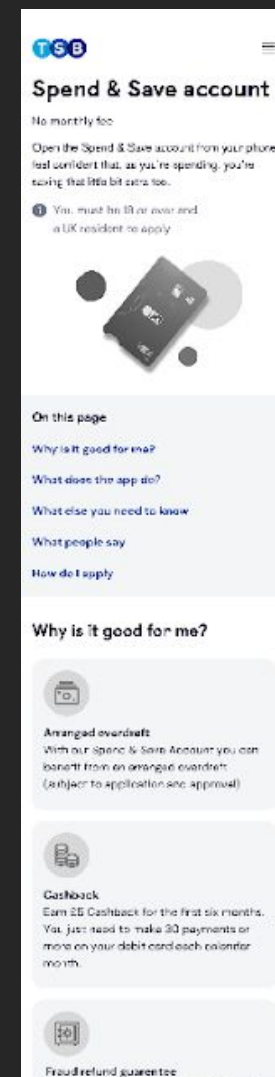 TSB
Spend & Save account
No monthly fee
Open the Spend & Save account from your phone
feel confident that, as you're spending, you're
saving that little bit extra too.
You must be 18 or over and
a UK resident to apply
On this page
Why is it good for me?
What does the app do?
What else you need to know
What people say
How do I apply
Why is it good for me?
Arranged overdraft
With our Spend & Save Account you can
benefit from an arranged overdraft
(subject to application and approval)
Cashback
Earn £5 Cashback for the first six months.
You just need to make 30 payments or
more on your debit card each calendar
month.
Fraud refund guarentee